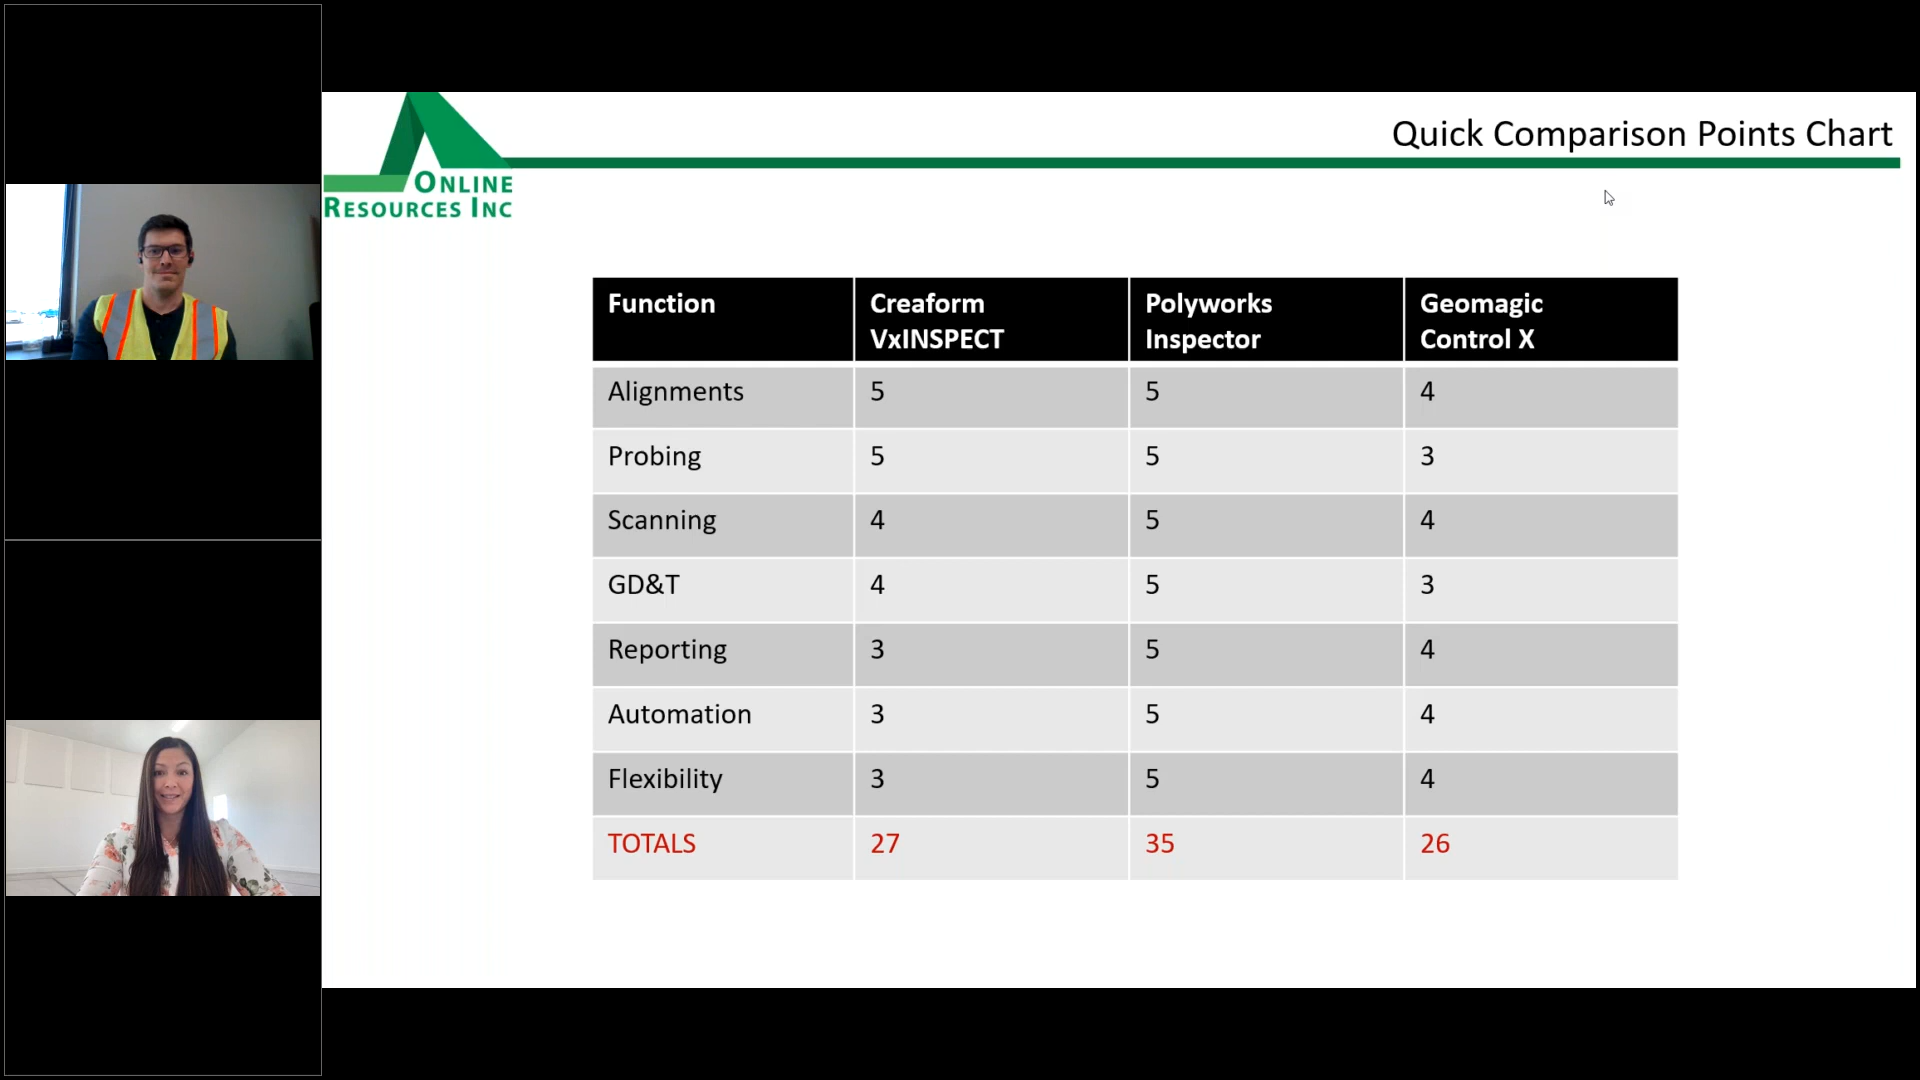 ONLINE
RESOURCES INC
Quick Comparison Points Chart
Function Creaform VxINSPECT Polyworks Inspector Geomagic Control X
Alignments 5 5 4
Probing 5 5 3
Scanning 4 5 4
GD&T 4 5 3
Reporting 3 5 4
Automation 3 5 4
Flexibility 3 5 4
TOTALS 27 35 26